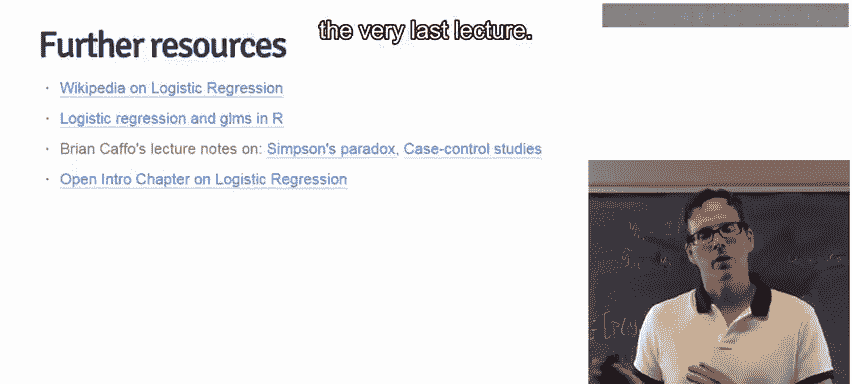 the very last lecture.
Further resources
Wikipedia on Logistic Regression
Logistic regression and glms in R
Brian Caffo's lecture notes on: Simpson's paradox, Case-control studies
Open Intro Chapter on Logistic Regression